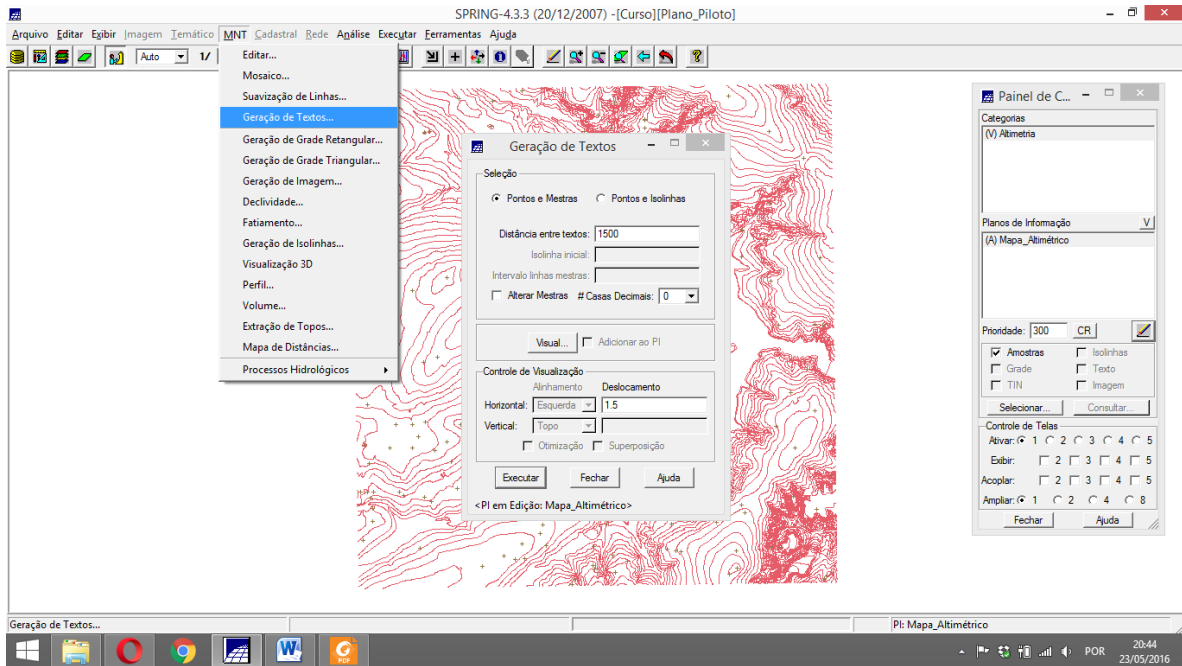 SPRING-4.3.3 (20/12/2007) -[Curso][Plano_Piloto]
Arquivo Editar Exibir Imagem Temático MNT Cadastral Rede Análise Executar Ferramentas Ajuda
Auto 1/
Editar...
Mosaico...
Suavização de Linhas...
Geração de Textos...
Geração de Grade Retangular...
Geração de Grade Triangular...
Geração de Imagem...
Declividade...
Fatiamento...
Geração de Isolinhas...
Visualização 3D
Perfil...
Volume...
Extração de Topos...
Mapa de Distâncias...
Processos Hidrológicos
Geração de Textos
Seleção
Pontos e Mestras Pontos e Isolinhas
Distância entre textos: 1500
Isolinha inicial:
Intervalo linhas mestras:
Alterar Mestras # Casas Decimais: 0
Visual... Adicionar ao PI
Controle de Visualização
Alinhamento Deslocamento
Horizontal: Esquerda 1.5
Vertical: Topo
Otimização Superposição
Executar Fechar Ajuda
<PI em Edição: Mapa_Altimétrico>
Painel de C...
Categorias
(V) Altimetria
Planos de Informação V
(A) Mapa_Altimétrico
Prioridade: 300 CR
Amostras Isolinhas
Grade Texto
TIN Imagem
Selecionar... Consultar...
Controle de Telas
Ativar: 1 2 3 4 5
Exibir: 2 3 4 5
Acoplar: 2 3 4 5
Ampliar: 1 2 4 8
Fechar Ajuda
Geração de Textos... PI: Mapa_Altimétrico
W PDF POR 20:44
23/05/2016